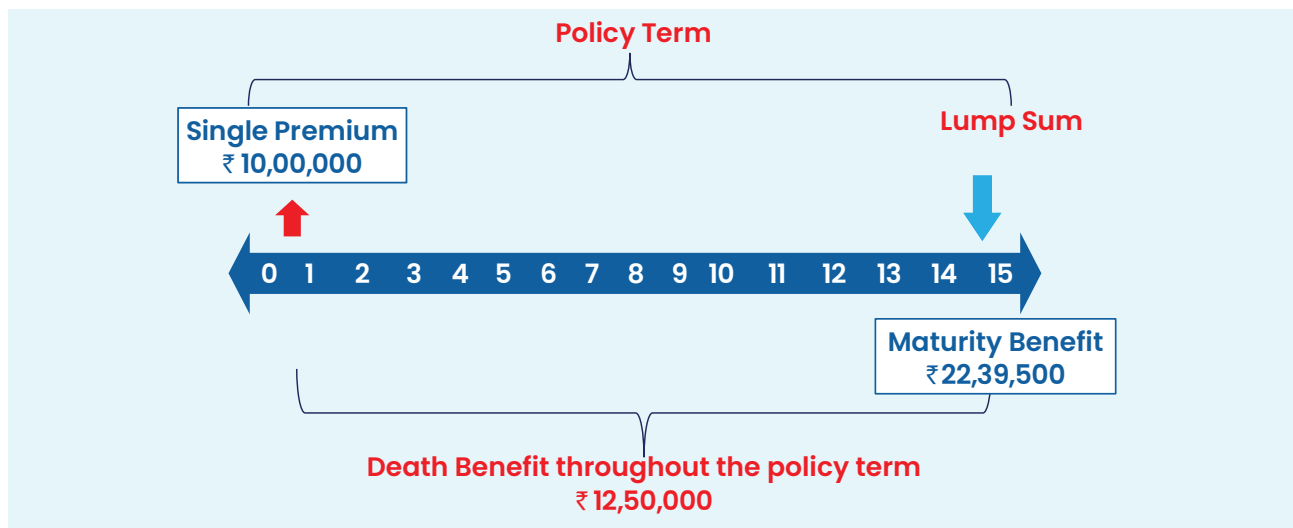 Policy Term
Single Premium
₹ 10,00,000
Lump Sum
0 1 2 3 4 5 6 7 8 9 10 11 12 13 14 15
Maturity Benefit
₹ 22,39,500
Death Benefit throughout the policy term
₹ 12,50,000